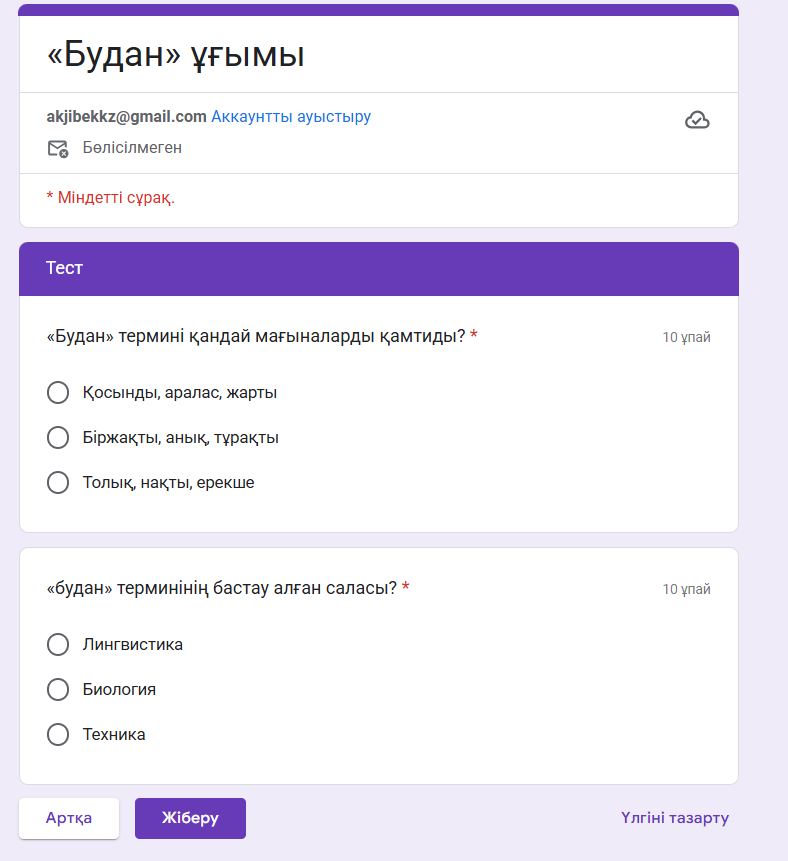 «Будан» ұғымы
akjibekkz@gmail.com Аккаунтты ауыстыру
Бөлісілмеген
* Міндетті сұрақ.
Тест
«Будан» термині қандай мағыналарды қамтиды? *
10 ұпай
Қосынды, аралас, жарты
Біржақты, анық, тұрақты
Толық, нақты, ерекше
«будан» терминінің бастау алған саласы? *
10 ұпай
Лингвистика
Биология
Техника
Артқа
Жіберу
Үлгіні тазарту